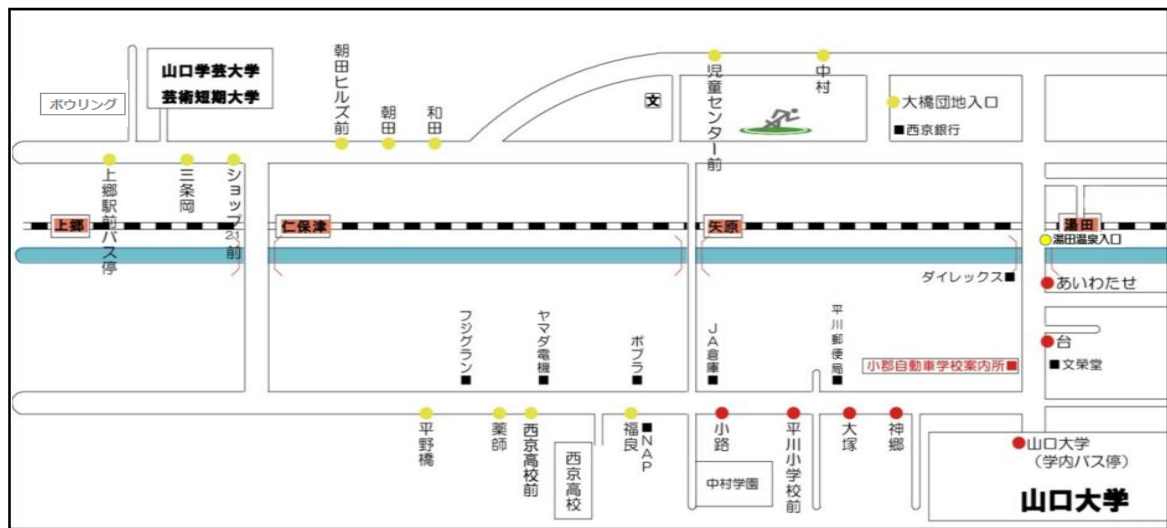 ボウリング
山口学芸大学
芸術短期大学
朝田ヒルズ前
朝田
和田
文
児童センター前
中村
大橋団地入口
■西京銀行
上郷駅前バス停
三条岡
ショップ21前
上郷
仁保津
矢原
湯田
湯田温泉入口
ダイレックス■
あいわたせ
フジグラン■
ヤマダ電機■
ポプラ■
JA倉庫■
平川郵便局■
小郡自動車学校案内所■
台
■文榮堂
平野橋
薬師
西京高校前
西京高校
福良
■NAP
小路
中村学園
平川小学校前
大塚
神郷
山口大学
(学内バス停)
山口大学